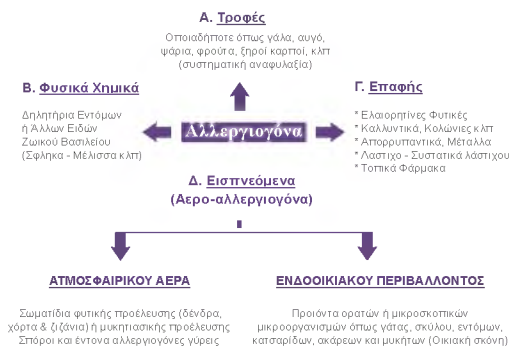 Α. Τροφές
Οποιαδήποτε όπως γάλα, αυγό,
ψάρια, φρούτα, ξηροί καρποί, κλπ
(συστηματική αναφυλαξία)
Β. Φυσικά Χημικά
Δηλητήρια Εντόμων
ή Άλλων Ειδών
Ζωικού Βασιλείου
(Σφηκα - Μέλισσα κλπ)
Αλλεργιογόνα
Γ. Επαφής
* Ελαιορητίνες Φυτικές
* Καλλυντικά, Κολώνιες κλπ
* Απορρυπαντικά, Μέταλλα
* Λαστιχο - Συστατικά λάστιχου
* Τοπικά Φάρμακα
Δ. Εισπνεόμενα
(Αερο-αλλεργιογόνα)
ΑΤΜΟΣΦΑΙΡΙΚΟΥ ΑΕΡΑ
Σωματίδια φυτικής προέλευσης (δένδρα,
χόρτα & ζιζάνια) ή μυκητιασικής προέλευσης
Σπόροι και έντονα αλλεργιογόνες γύρεις
ΕΝΔΟΟΙΚΙΑΚΟΥ ΠΕΡΙΒΑΛΛΟΝΤΟΣ
Προιόντα ορατών ή μικροσκοπικών
μικροοργανισμών όπως γάτας, σκύλου, εντόμων,
κατσαρίδων, ακάρεων και μυκήτων (Οικιακή σκόνη)